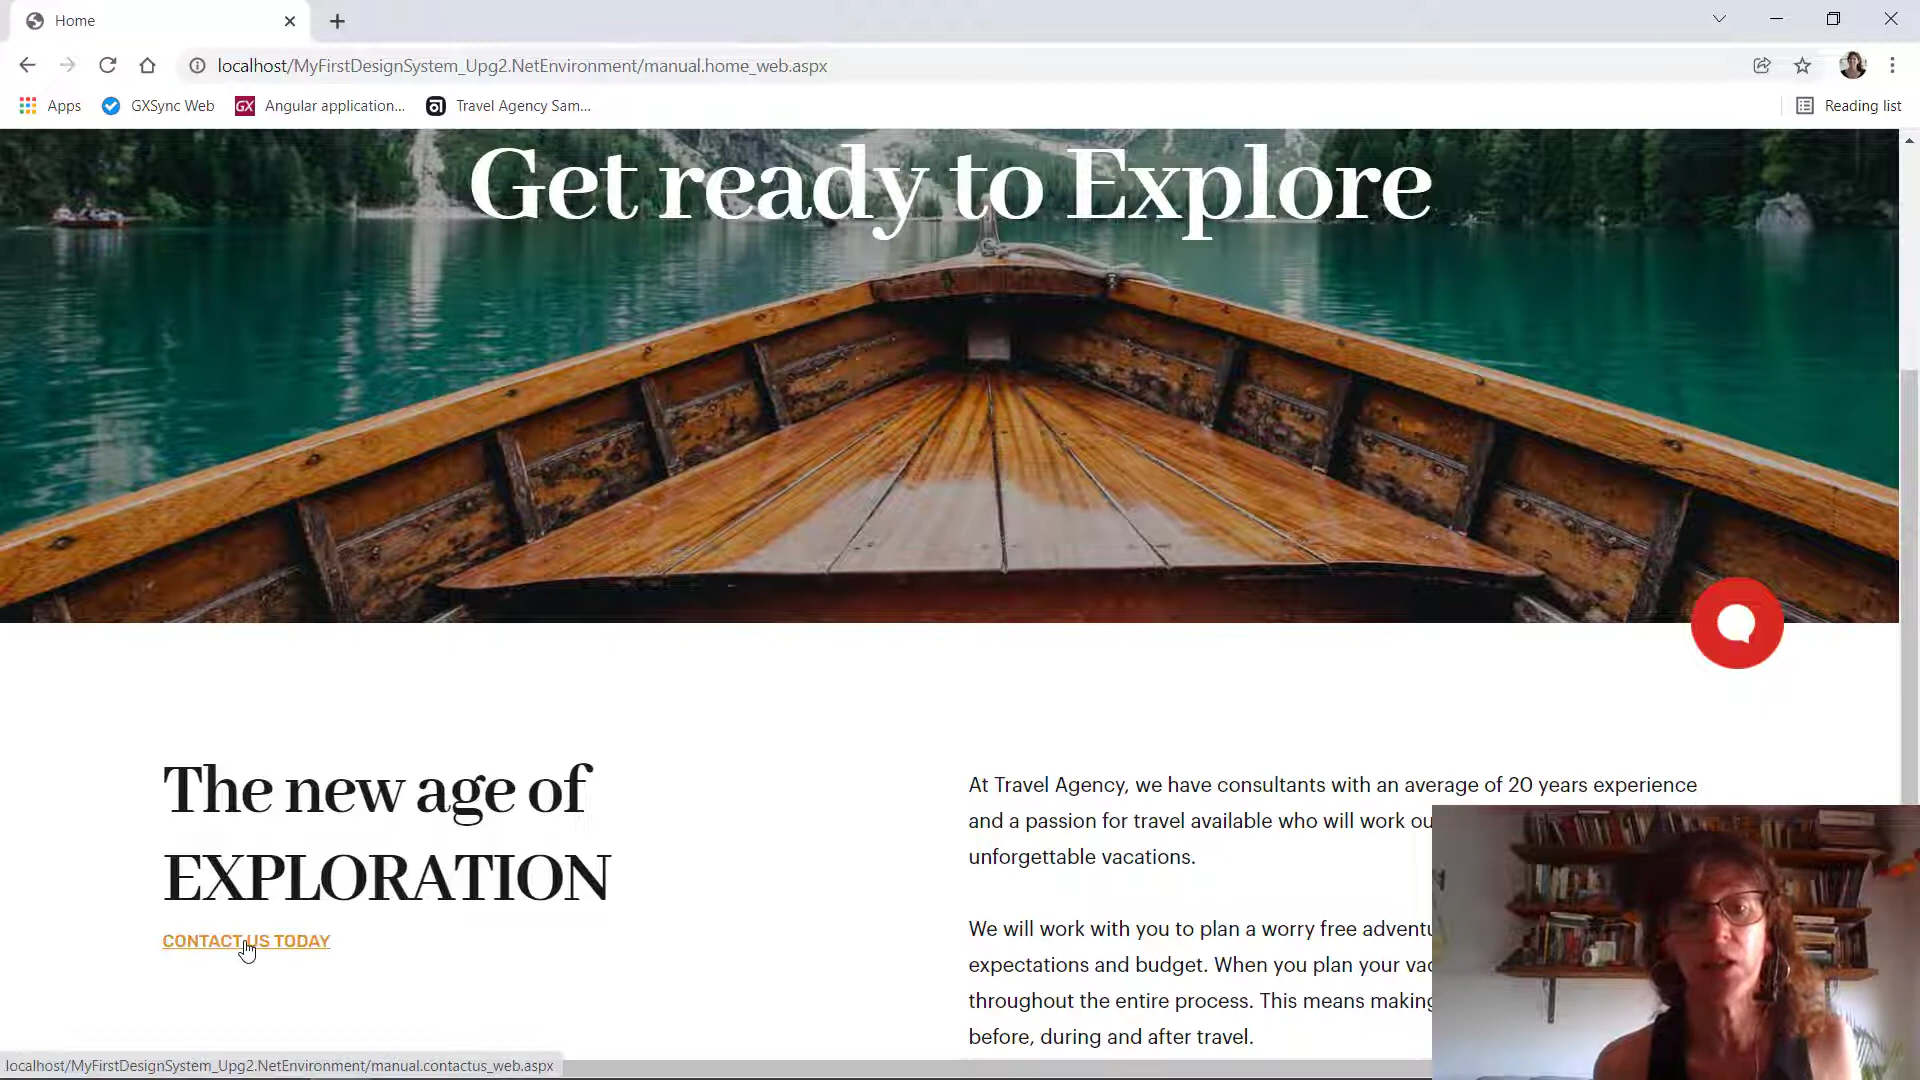 Home
localhost/MyFirstDesignSystem_Upg2.NetEnvironment/manual.home_web.aspx
Apps GXSync Web GX Angular application... Travel Agency Sam... Reading list
Get ready to Explore
The new age of
EXPLORATION
CONTACT US TODAY
At Travel Agency, we have consultants with an average of 20 years experience
and a passion for travel available who will work ou
unforgettable vacations.
We will work with you to plan a worry free adventu
expectations and budget. When you plan your vac
throughout the entire process. This means making
before, during and after travel.
localhost/MyFirstDesignSystem_Upg2.NetEnvironment/manual.contactus_web.aspx